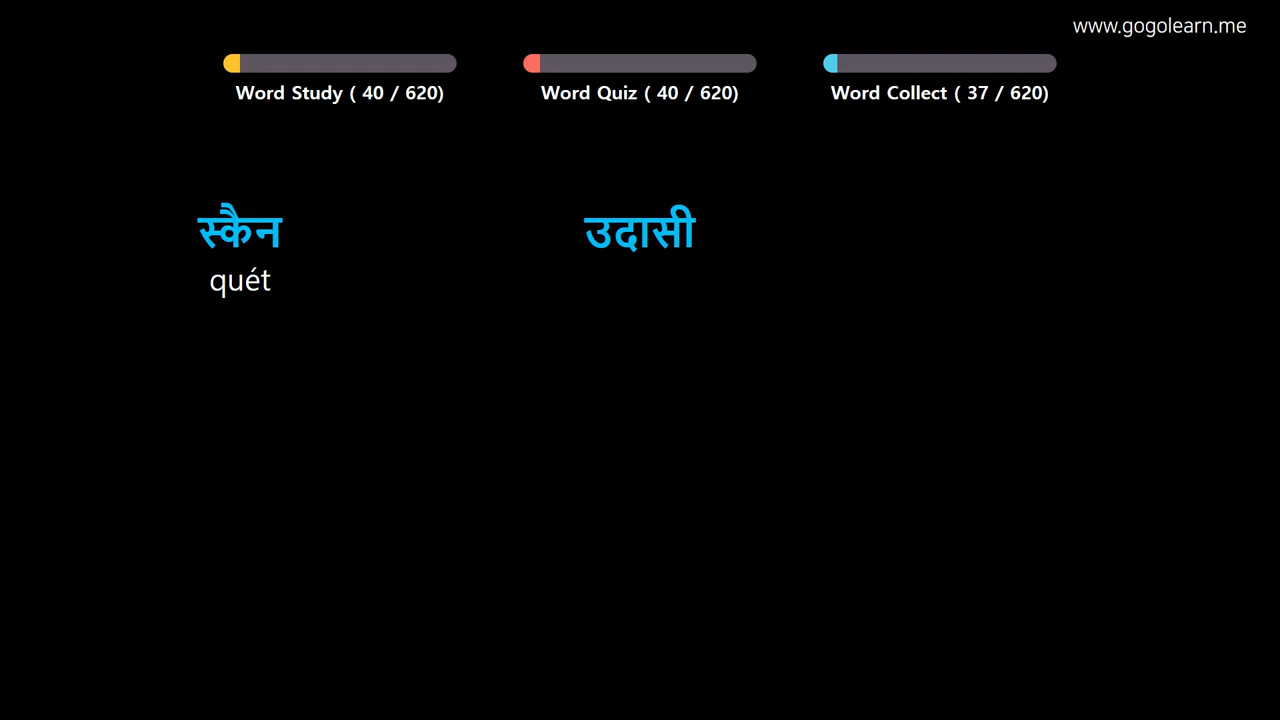 www.gogolearn.me
Word Study ( 40 / 620)
Word Quiz ( 40 / 620)
Word Collect ( 37 / 620)
स्कैन
quét
उदासी